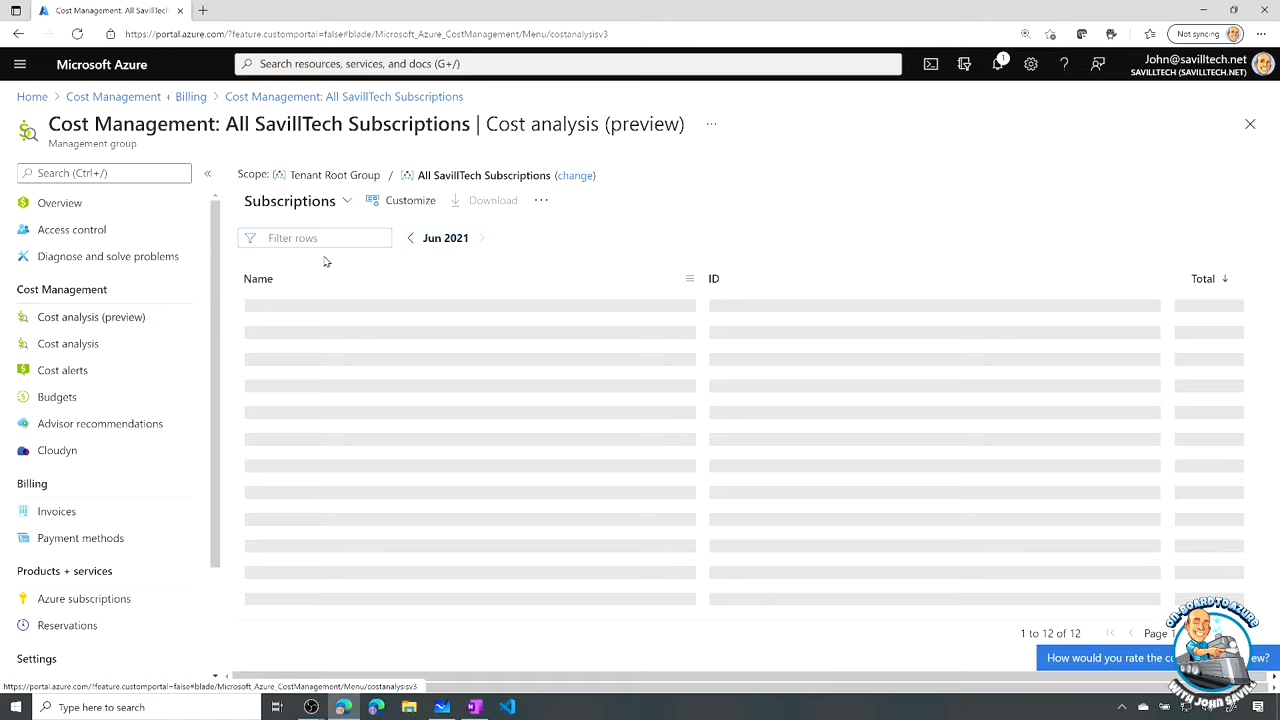 Cost Management: All SavillTech
https://portal.azure.com/?feature.customportal=false#blade/Microsoft_Azure_CostManagement/Menu/costanalysisv3
Not syncing
Microsoft Azure
Search resources, services, and docs (G+/)
1
John@savilltech.net
SAVILLTECH (SAVILLTECH.NET)
Home > Cost Management + Billing > Cost Management: All SavillTech Subscriptions
Cost Management: All SavillTech Subscriptions | Cost analysis (preview) ...
Management group
Search (Ctrl+/)
Overview
Access control
Diagnose and solve problems
Cost Management
Cost analysis (preview)
Cost analysis
Cost alerts
Budgets
Advisor recommendations
Cloudyn
Billing
Invoices
Payment methods
Products + services
Azure subscriptions
Reservations
Settings
Scope: Tenant Root Group / All SavillTech Subscriptions (change)
Subscriptions Customize Download ...
Filter rows
Jun 2021
Name ID Total ↓
1 to 12 of 12 Page
How would you rate the
ON-BOARD TO AZURE
WITH JOHN SAVILL
https://portal.azure.com/?feature.customportal=false#blade/Microsoft_Azure_CostManagement/Menu/costanalysisv3
Type here to search